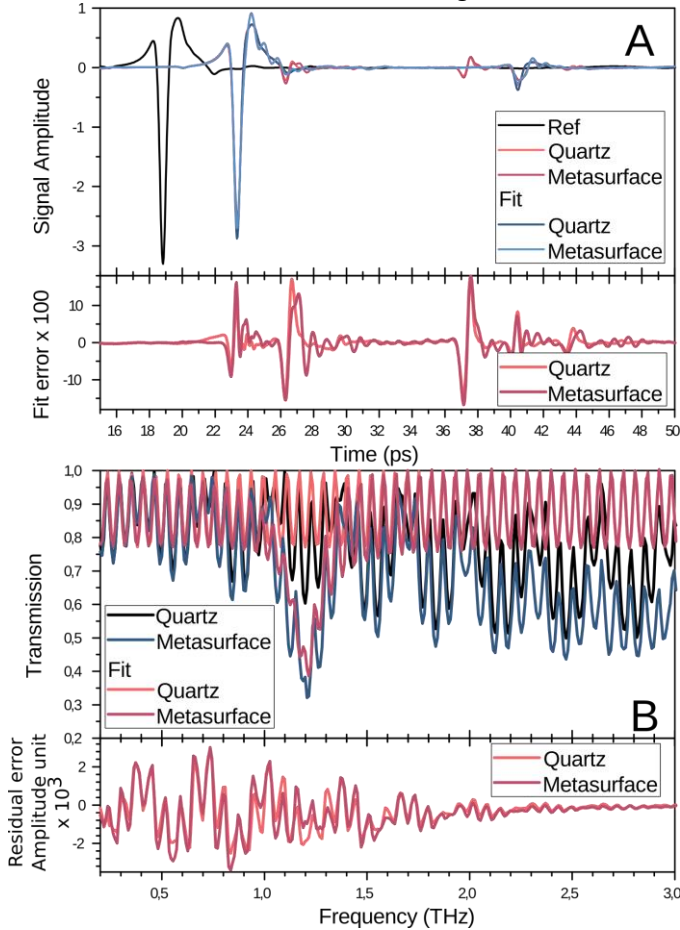 A
Signal Amplitude
1
0
-1
-2
-3
Ref
Quartz
Metasurface
Fit
Quartz
Metasurface
Fit error x 100
10
0
-10
Quartz
Metasurface
16 18 20 22 24 26 28 30 32 34 36 38 40 42 44 46 48 50
Time (ps)
Transmission
1,0
0,9
0,8
0,7
0,6
0,5
0,4
0,3
0,2
Quartz
Metasurface
Fit
Quartz
Metasurface
B
Residual error
Amplitude unit
x 10³
2
0
-2
Quartz
Metasurface
0,5 1,0 1,5 2,0 2,5 3,0
Frequency (THz)